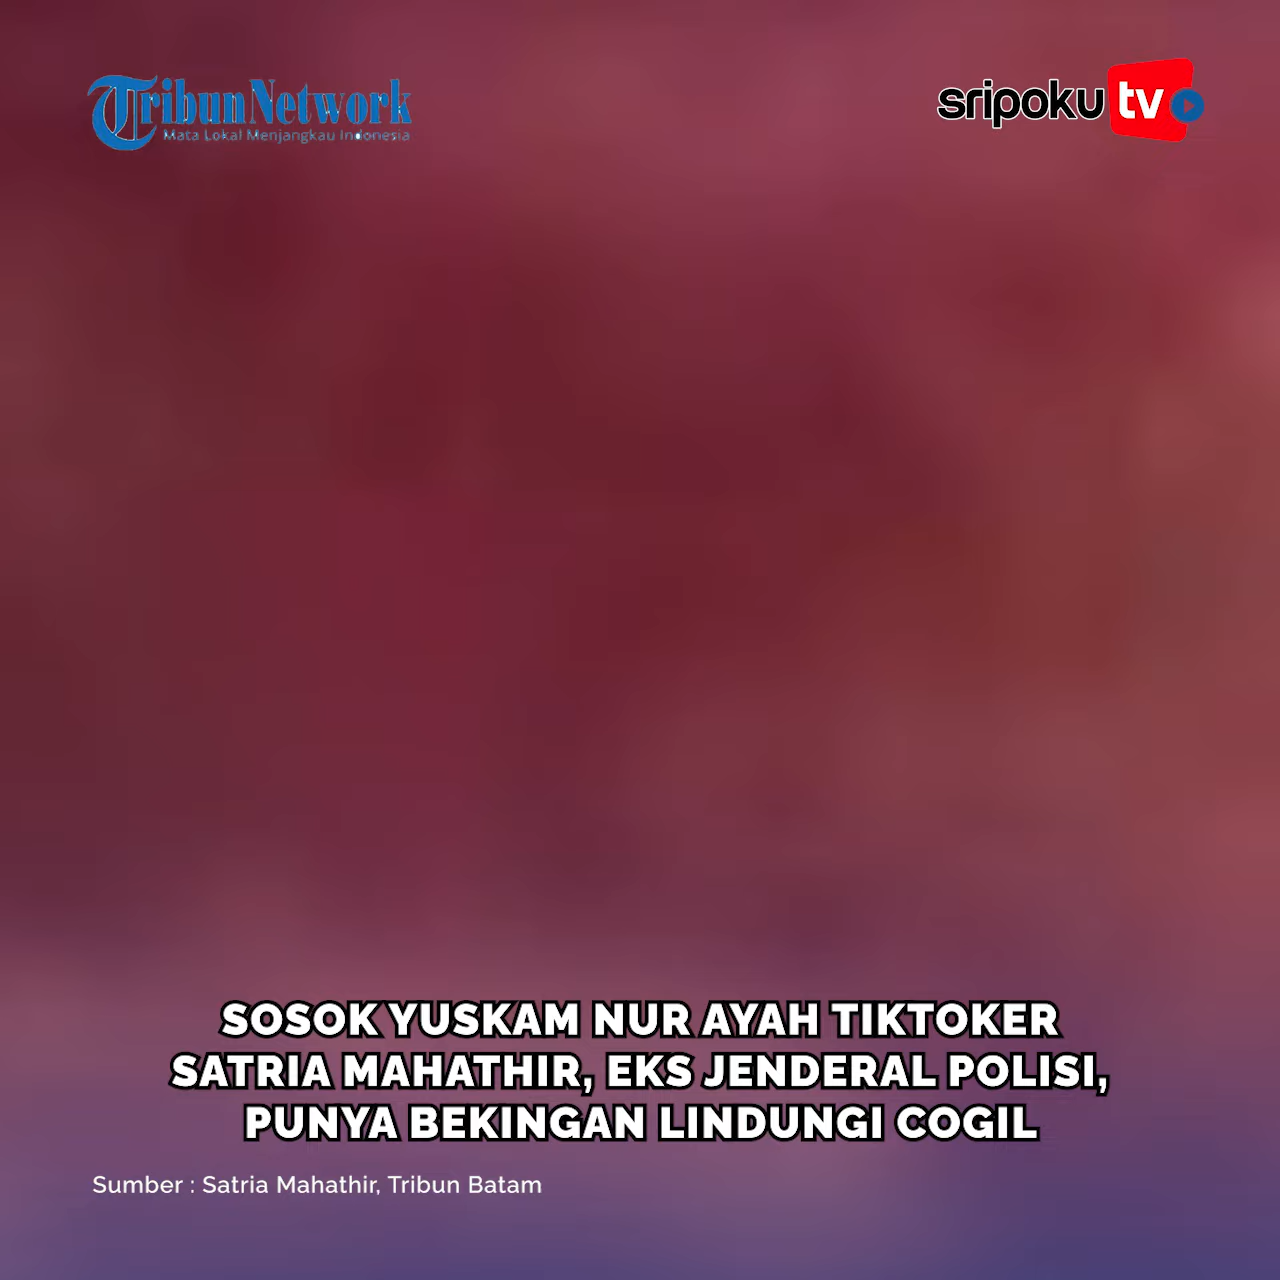 TribunNetwork
Mata Lokal Menjangkau Indonesia
sripoku tv
SOSOK YUSKAM NUR AYAH TIKTOKER
SATRIA MAHATHIR, EKS JENDERAL POLISI,
PUNYA BEKINGAN LINDUNGI COGIL
Sumber : Satria Mahathir, Tribun Batam